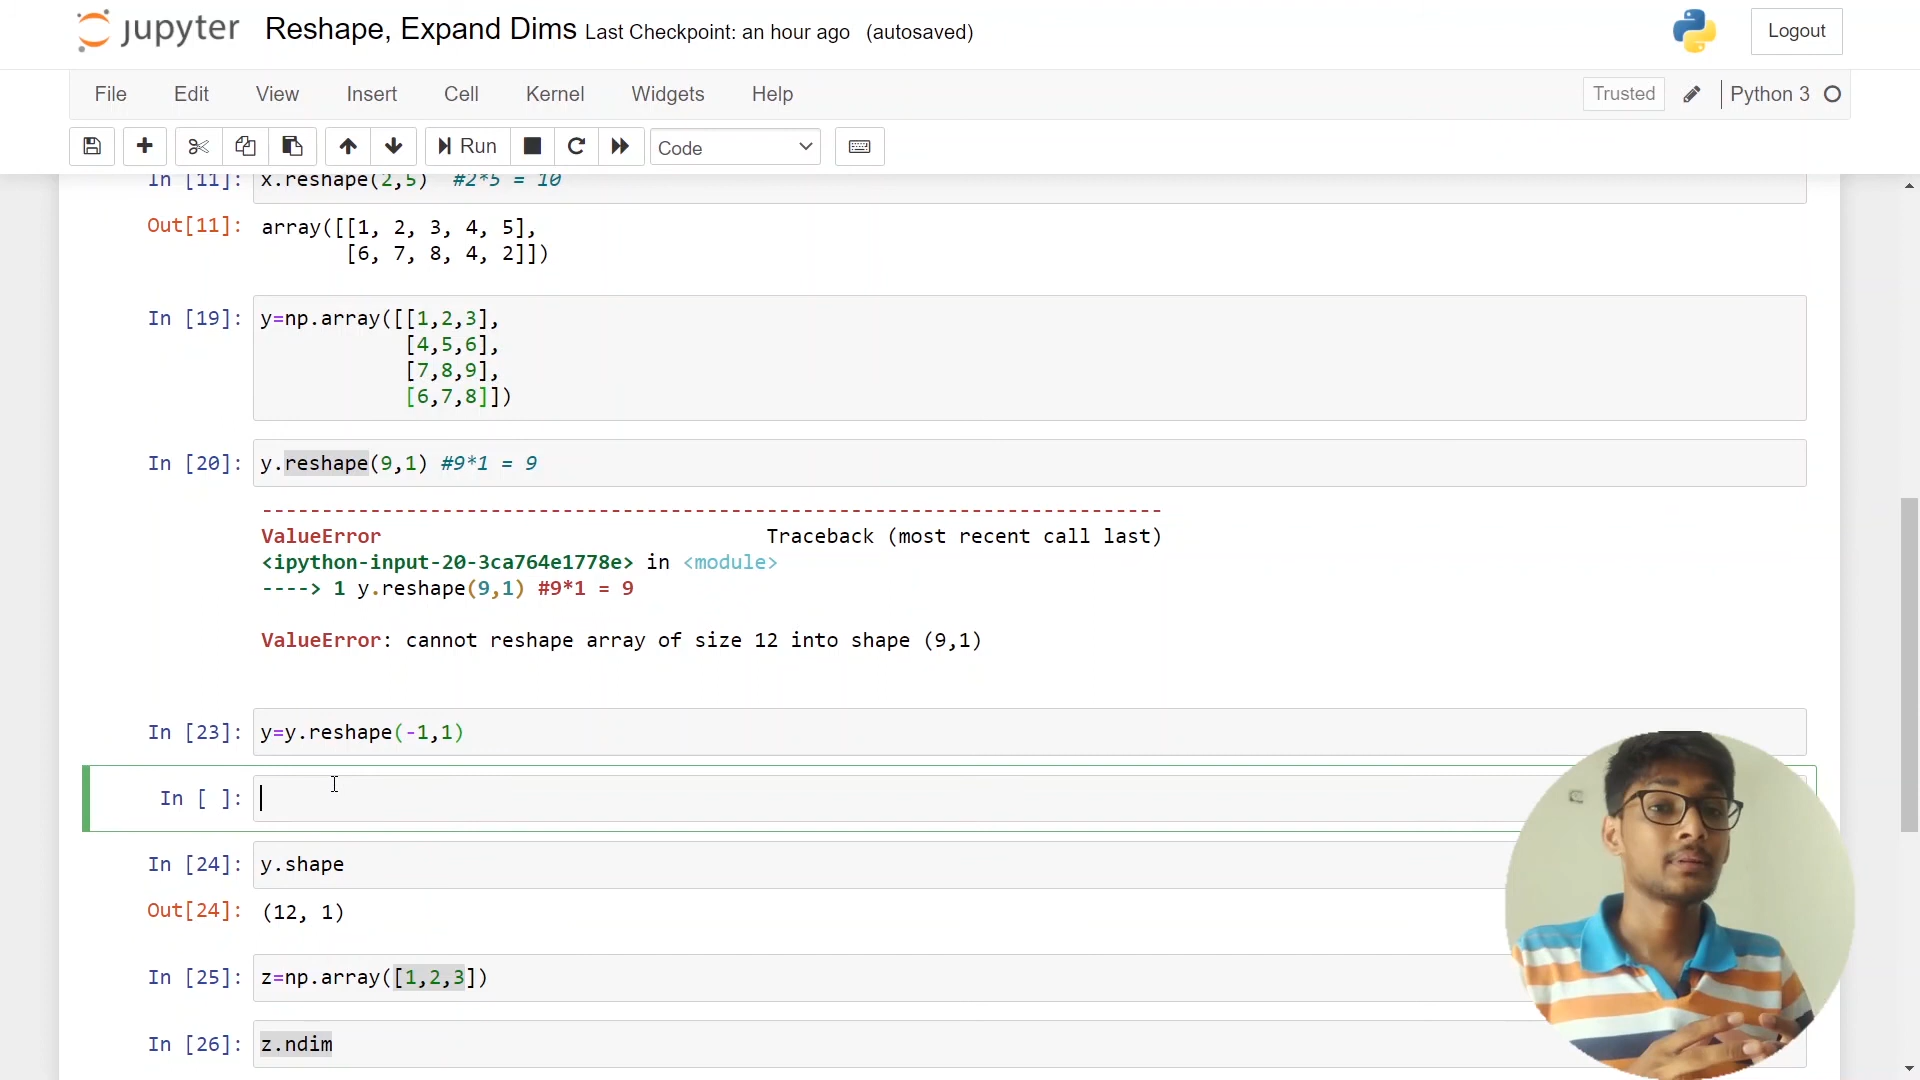 jupyter Reshape, Expand Dims Last Checkpoint: an hour ago (autosaved) Logout
File Edit View Insert Cell Kernel Widgets Help Trusted Python 3
Run Code
In [11]: x.reshape(2,5) #2*5 = 10
Out[11]: array([[1, 2, 3, 4, 5],
[6, 7, 8, 4, 2]])
In [19]: y=np.array([[1,2,3],
[4,5,6],
[7,8,9],
[6,7,8]])
In [20]: y.reshape(9,1) #9*1 = 9
---------------------------------------------------------------------------
ValueError Traceback (most recent call last)
<ipython-input-20-3ca764e1778e> in <module>
----> 1 y.reshape(9,1) #9*1 = 9
ValueError: cannot reshape array of size 12 into shape (9,1)
In [23]: y=y.reshape(-1,1)
In [ ]:
In [24]: y.shape
Out[24]: (12, 1)
In [25]: z=np.array([1,2,3])
In [26]: z.ndim